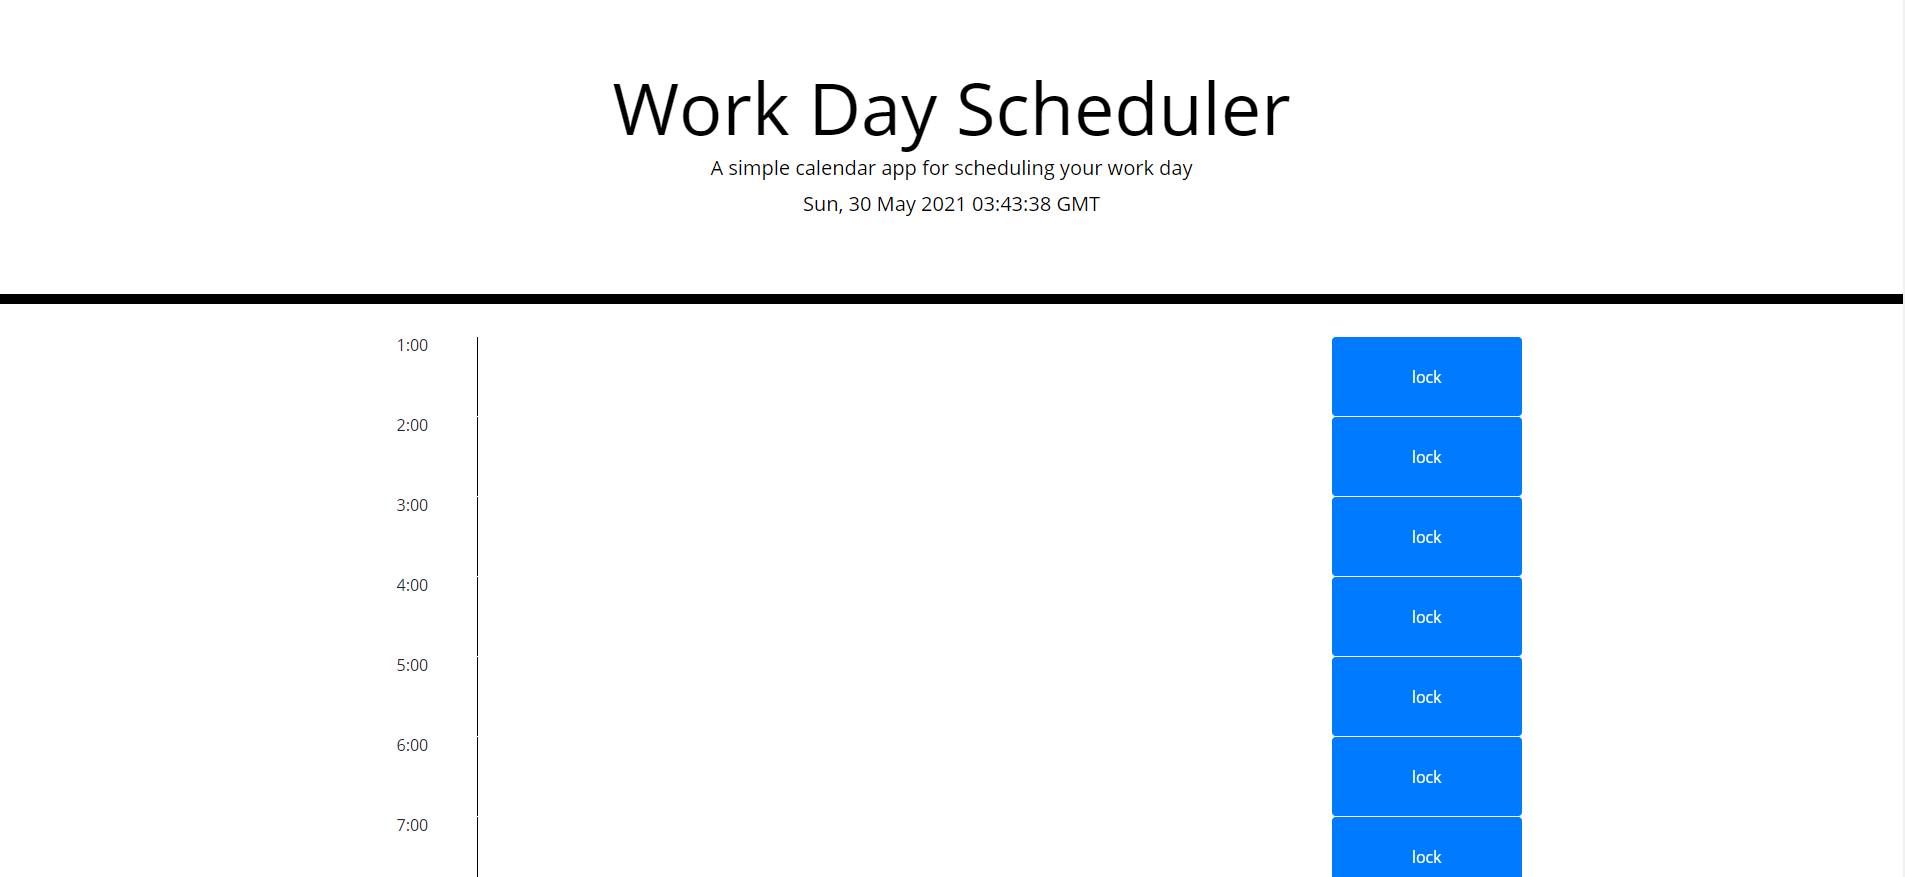 Work Day Scheduler
A simple calendar app for scheduling your work day
Sun, 30 May 2021 03:43:38 GMT
1:00
lock
2:00
lock
3:00
lock
4:00
lock
5:00
lock
6:00
lock
7:00
lock